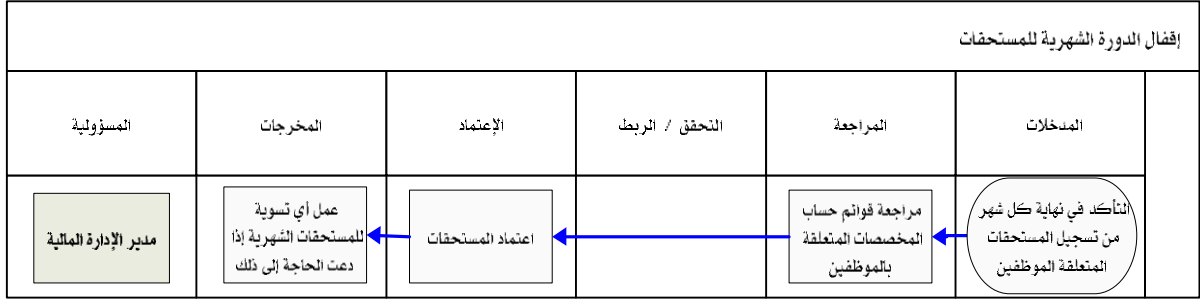 إقفال الدورة الشهرية للمستحقات
المدخلات
المراجعة
التحقق / الربط
الإعتماد
المخرجات
المسؤولية
التأكد في نهاية كل شهر
من تسجيل المستحقات
المتعلقة الموظفين
مراجعة قوائم حساب
المخصصات المتعلقة
بالموظفين
اعتماد المستحقات
عمل أي تسوية
للمستحقات الشهرية إذا
دعت الحاجة إلى ذلك
مدير الإدارة المالية